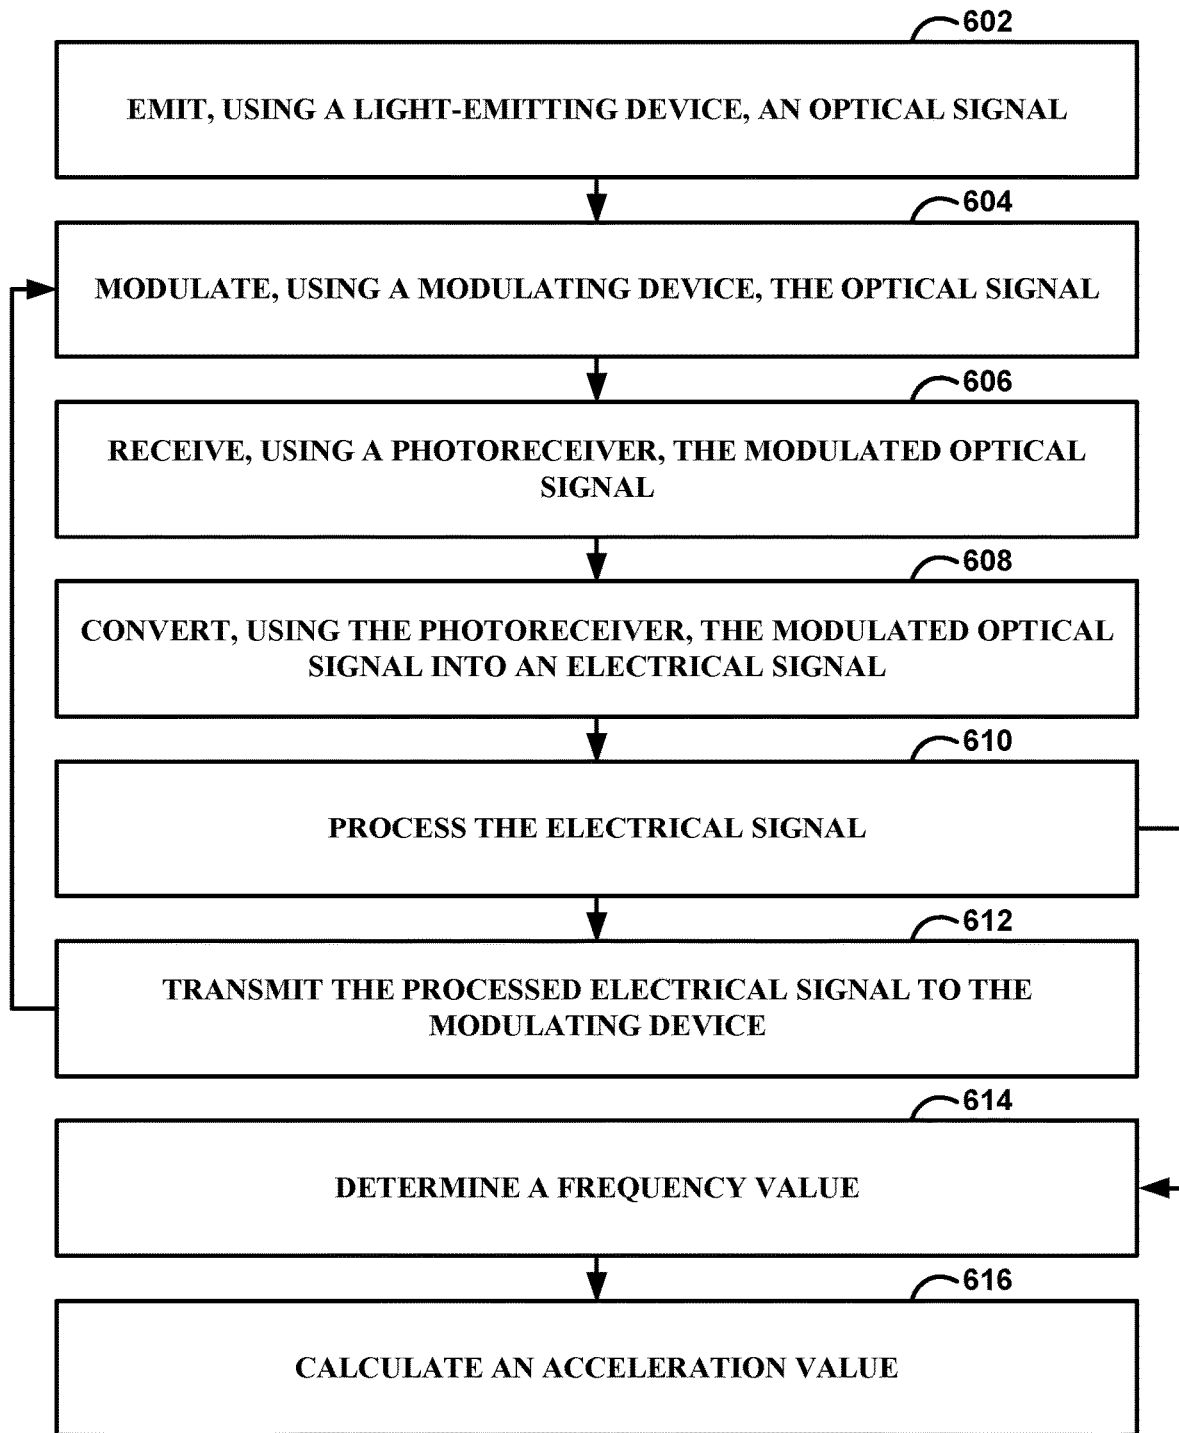 602
EMIT, USING A LIGHT-EMITTING DEVICE, AN OPTICAL SIGNAL
604
MODULATE, USING A MODULATING DEVICE, THE OPTICAL SIGNAL
606
RECEIVE, USING A PHOTORECEIVER, THE MODULATED OPTICAL
SIGNAL
608
CONVERT, USING THE PHOTORECEIVER, THE MODULATED OPTICAL
SIGNAL INTO AN ELECTRICAL SIGNAL
610
PROCESS THE ELECTRICAL SIGNAL
612
TRANSMIT THE PROCESSED ELECTRICAL SIGNAL TO THE
MODULATING DEVICE
614
DETERMINE A FREQUENCY VALUE
616
CALCULATE AN ACCELERATION VALUE